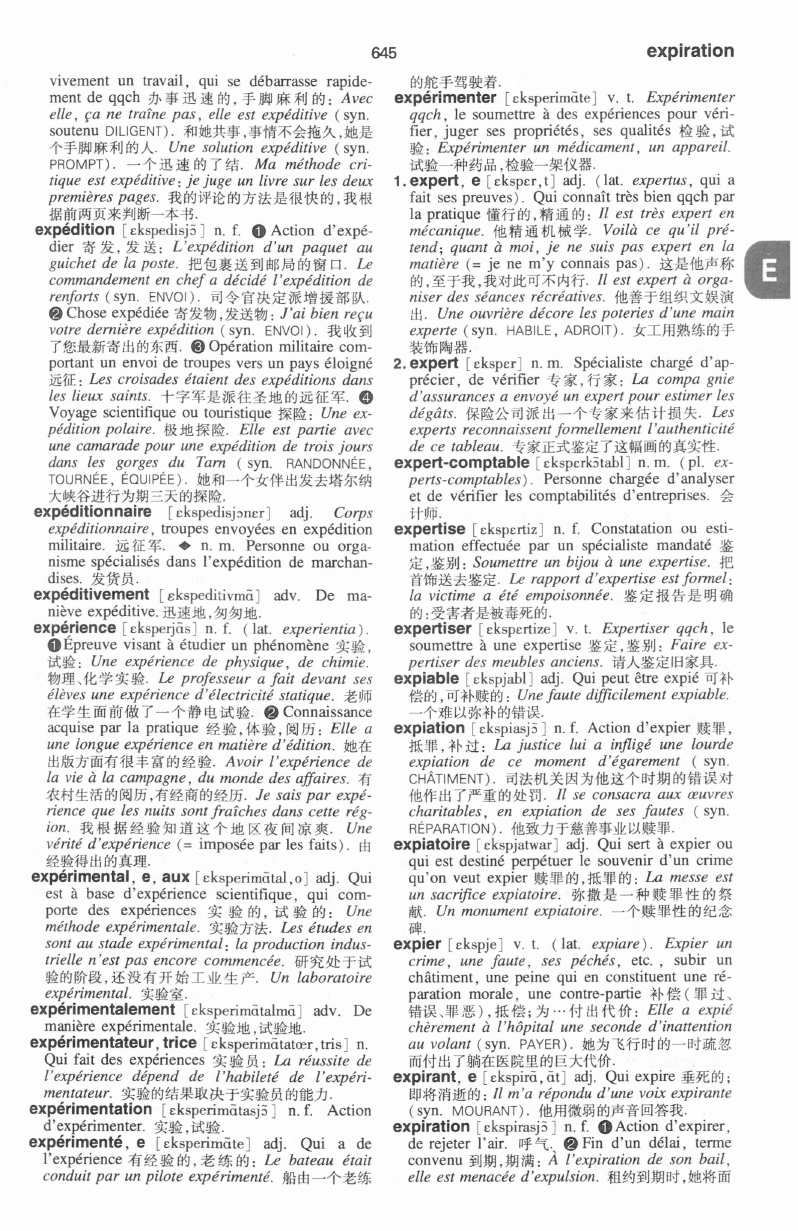 645
expiration
vivement un travail, qui se débarrasse rapide-
ment de qqch 办事迅速的,手脚麻利的: Avec
elle, ça ne traîne pas, elle est expéditive (syn.
soutenu DILIGENT). 和她共事,事情不会拖久,她是
个手脚麻利的人. Une solution expéditive (syn.
PROMPT). 一个迅速的了结. Ma méthode cri-
tique est expéditive: je juge un livre sur les deux
premières pages. 我的评论的方法是很快的,我根
据前两页来判断一本书.
expédition [ɛkspedisjɔ̃] n. f. ❶ Action d'expé-
dier 寄发,发送: L'expédition d'un paquet au
guichet de la poste. 把包裹送到邮局的窗口. Le
commandement en chef a décidé l'expédition de
renforts (syn. ENVOI). 司令官决定派增援部队.
❷ Chose expédiée 寄发物,发送物: J'ai bien reçu
votre dernière expédition (syn. ENVOI). 我收到
了您最新寄出的东西. ❸ Opération militaire com-
portant un envoi de troupes vers un pays éloigné
远征: Les croisades étaient des expéditions dans
les lieux saints. 十字军是派往圣地的远征军. ❹
Voyage scientifique ou touristique 探险: Une ex-
pédition polaire. 极地探险. Elle est partie avec
une camarade pour une expédition de trois jours
dans les gorges du Tarn (syn. RANDONNÉE,
TOURNÉE, ÉQUIPÉE). 她和一个女伴出发去塔尔纳
大峡谷进行为期三天的探险.
expéditionnaire [ɛkspedisjɔnɛr] adj. Corps
expéditionnaire, troupes envoyées en expédition
militaire. 远征军. ◆ n. m. Personne ou orga-
nisme spécialisés dans l'expédition de marchan-
dises. 发货员.
expéditivement [ɛkspeditivmɑ̃] adv. De ma-
nière expéditive. 迅速地,匆匆地.
expérience [ɛksperjɑ̃s] n. f. (lat. experientia).
❶ Épreuve visant à étudier un phénomène 实验,
试验: Une expérience de physique, de chimie.
物理、化学实验. Le professeur a fait devant ses
élèves une expérience d'électricité statique. 老师
在学生面前做了一个静电试验. ❷ Connaissance
acquise par la pratique 经验,体验,阅历: Elle a
une longue expérience en matière d'édition. 她在
出版方面有很丰富的经验. Avoir l'expérience de
la vie à la campagne, du monde des affaires. 有
农村生活的阅历,有经商的经历. Je sais par expé-
rience que les nuits sont fraîches dans cette rég-
ion. 我根据经验知道这个地区夜间凉爽. Une
vérité d'expérience (= imposée par les faits). 由
经验得出的真理.
expérimental, e, aux [ɛksperimɑ̃tal,o] adj. Qui
est à base d'expérience scientifique, qui com-
porte des expériences 实验的,试验的: Une
méthode expérimentale. 实验方法. Les études en
sont au stade expérimental: la production indus-
trielle n'est pas encore commencée. 研究处于试
验的阶段,还没有开始工业生产. Un laboratoire
expérimental. 实验室.
expérimentalement [ɛksperimɑ̃talmɑ̃] adv. De
manière expérimentale. 实验地,试验地.
expérimentateur, trice [ɛksperimɑ̃tatœr,tris] n.
Qui fait des expériences 实验员: La réussite de
l'expérience dépend de l'habileté de l'expéri-
mentateur. 实验的结果取决于实验员的能力.
expérimentation [ɛksperimɑ̃tasjɔ̃] n. f. Action
d'expérimenter. 实验,试验.
expérimenté, e [ɛksperimɑ̃te] adj. Qui a de
l'expérience 有经验的,老练的: Le bateau était
conduit par un pilote expérimenté. 船由一个老练
的舵手驾驶着.
expérimenter [ɛksperimɑ̃te] v. t. Expérimenter
qqch, le soumettre à des expériences pour véri-
fier, juger ses propriétés, ses qualités 检验,试
验: Expérimenter un médicament, un appareil.
试验一种药品,检验一架仪器.
1. expert, e [ɛkspɛr,t] adj. (lat. expertus, qui a
fait ses preuves). Qui connaît très bien qqch par
la pratique 懂行的,精通的: Il est très expert en
mécanique. 他精通机械学. Voilà ce qu'il pré-
tend; quant à moi, je ne suis pas expert en la
matière (= je ne m'y connais pas). 这是他声称
的,至于我,我对此可不内行. Il est expert à orga-
niser des séances récréatives. 他善于组织文娱演
出. Une ouvrière décore les poteries d'une main
experte (syn. HABILE, ADROIT). 女工用熟练的手
装饰陶器.
E
2. expert [ɛkspɛr] n. m. Spécialiste chargé d'ap-
précier, de vérifier 专家,行家: La compa gnie
d'assurances a envoyé un expert pour estimer les
dégâts. 保险公司派出一个专家来估计损失. Les
experts reconnaissent formellement l'authenticité
de ce tableau. 专家正式鉴定了这幅画的真实性.
expert-comptable [ɛkspɛrkɔ̃tabl] n. m. (pl. ex-
perts-comptables). Personne chargée d'analyser
et de vérifier les comptabilités d'entreprises. 会
计师.
expertise [ɛkspɛrtiz] n. f. Constatation ou esti-
mation effectuée par un spécialiste mandaté 鉴
定,鉴别: Soumettre un bijou à une expertise. 把
首饰送去鉴定. Le rapport d'expertise est formel:
la victime a été empoisonnée. 鉴定报告是明确
的:受害者是被毒死的.
expertiser [ɛkspɛrtize] v. t. Expertiser qqch, le
soumettre à une expertise 鉴定,鉴别: Faire ex-
pertiser des meubles anciens. 请人鉴定旧家具.
expiable [ɛkspjabl] adj. Qui peut être expié 可补
偿的,可补赎的: Une faute difficilement expiable.
一个难以弥补的错误.
expiation [ɛkspiasjɔ̃] n. f. Action d'expier 赎罪,
抵罪,补过: La justice lui a infligé une lourde
expiation de ce moment d'égarement (syn.
CHÂTIMENT). 司法机关因为他这个时期的错误对
他作出了严重的处罚. Il se consacra aux œuvres
charitables, en expiation de ses fautes (syn.
RÉPARATION). 他致力于慈善事业以赎罪.
expiatoire [ɛkspjatwar] adj. Qui sert à expier ou
qui est destiné perpétuer le souvenir d'un crime
qu'on veut expier 赎罪的,抵罪的: La messe est
un sacrifice expiatoire. 弥撒是一种赎罪性的祭
献. Un monument expiatoire. 一个赎罪性的纪念
碑.
expier [ɛkspje] v. t. (lat. expiare). Expier un
crime, une faute, ses péchés, etc., subir un
châtiment, une peine qui en constituent une ré-
paration morale, une contre-partie 补偿(罪过、
错误、罪恶),抵偿;为…付出代价: Elle a expié
chèrement à l'hôpital une seconde d'inattention
au volant (syn. PAYER). 她为飞行时的一时疏忽
而付出了躺在医院里的巨大代价.
expirant, e [ɛkspirɑ̃, ɑ̃t] adj. Qui expire 垂死的;
即将消逝的: Il m'a répondu d'une voix expirante
(syn. MOURANT). 他用微弱的声音回答我.
expiration [ɛkspirasjɔ̃] n. f. ❶ Action d'expirer,
de rejeter l'air. 呼气. ❷ Fin d'un délai, terme
convenu 到期,期满: À l'expiration de son bail,
elle est menacée d'expulsion. 租约到期时,她将面